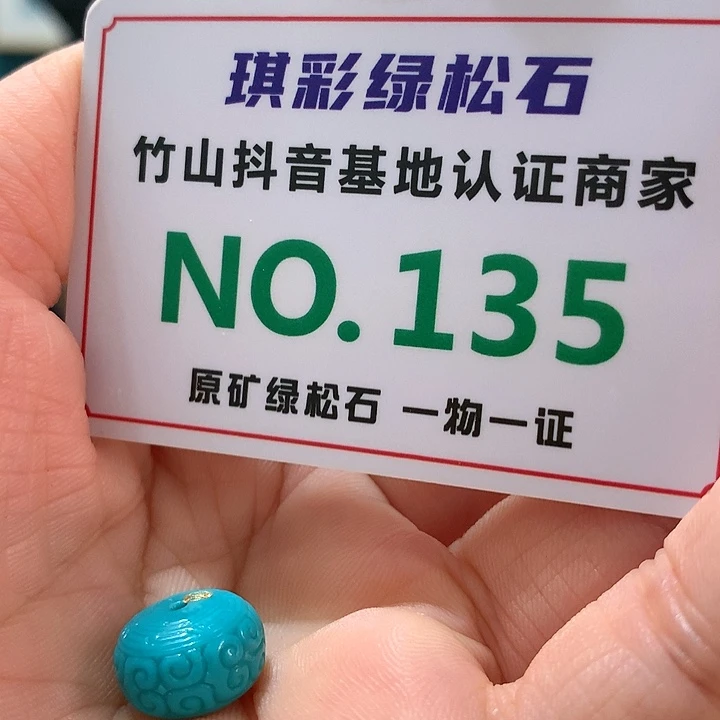 琪彩绿松石
竹山抖音基地认证商家
NO.135
原矿绿松石 一物一证